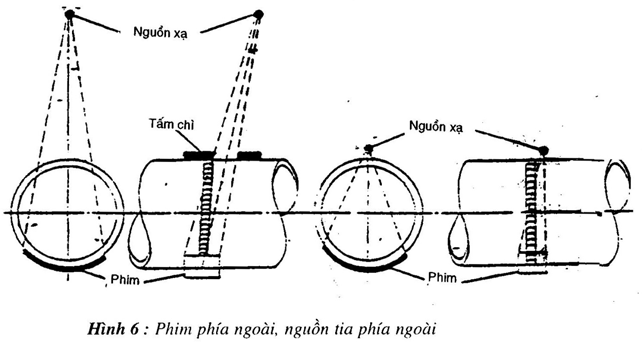 Nguồn xạ
Tấm chì
Nguồn xạ
Phim
Phim
Hình 6 : Phim phía ngoài, nguồn tia phía ngoài